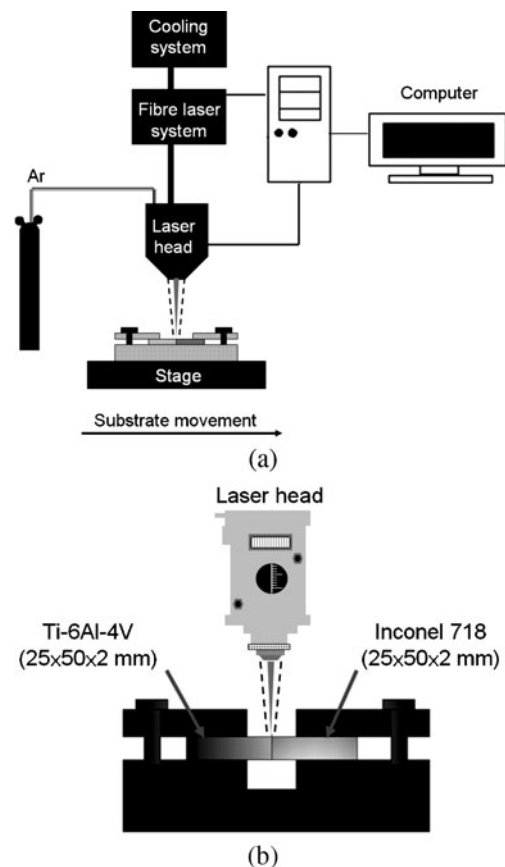 Cooling
system
Fibre laser
system
Computer
Ar
Laser
head
Stage
Substrate movement
(a)
Laser head
Ti-6Al-4V
(25x50x2 mm)
Inconel 718
(25x50x2 mm)
(b)